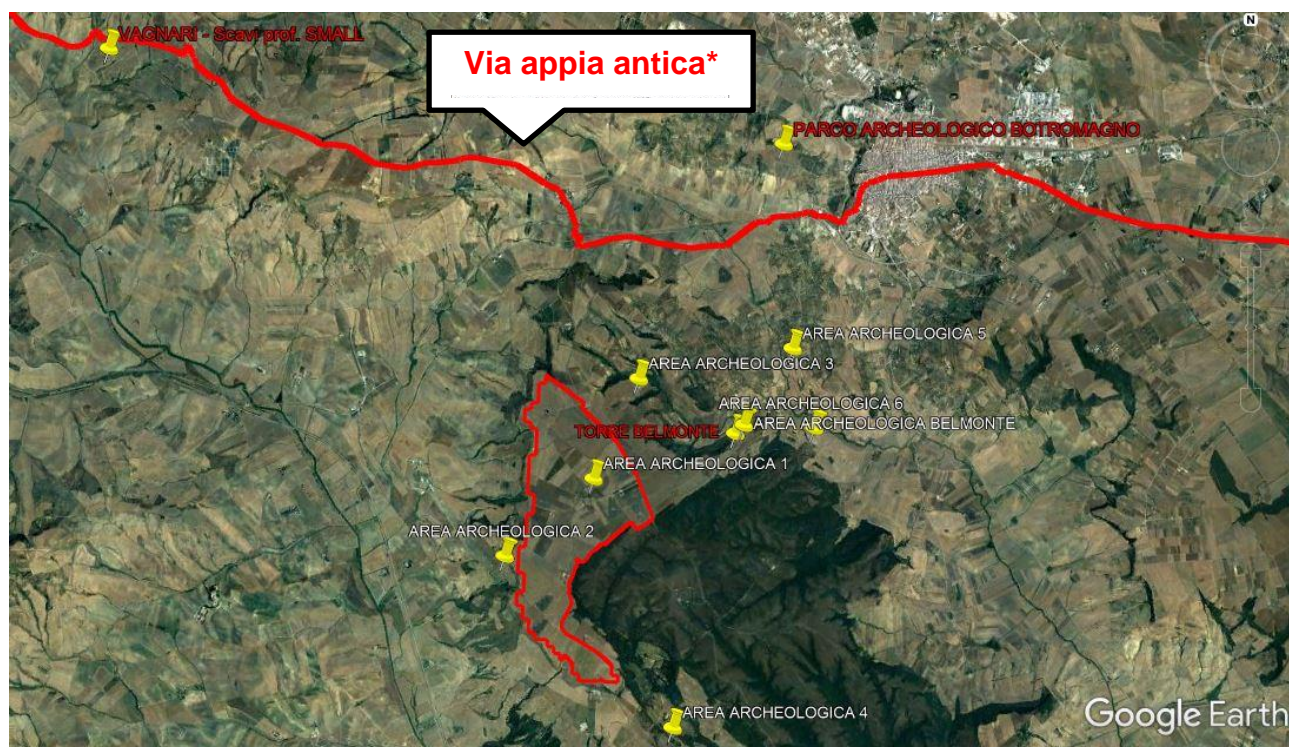 N
VAGNARI - Scavi prof. SMALL
Via appia antica*
PARCO ARCHEOLOGICO BOTROMAGNO
AREA ARCHEOLOGICA 5
AREA ARCHEOLOGICA 3
AREA ARCHEOLOGICA 6
AREA ARCHEOLOGICA BELMONTE
TORRE BELMONTE
AREA ARCHEOLOGICA 1
AREA ARCHEOLOGICA 2
AREA ARCHEOLOGICA 4
Google Earth